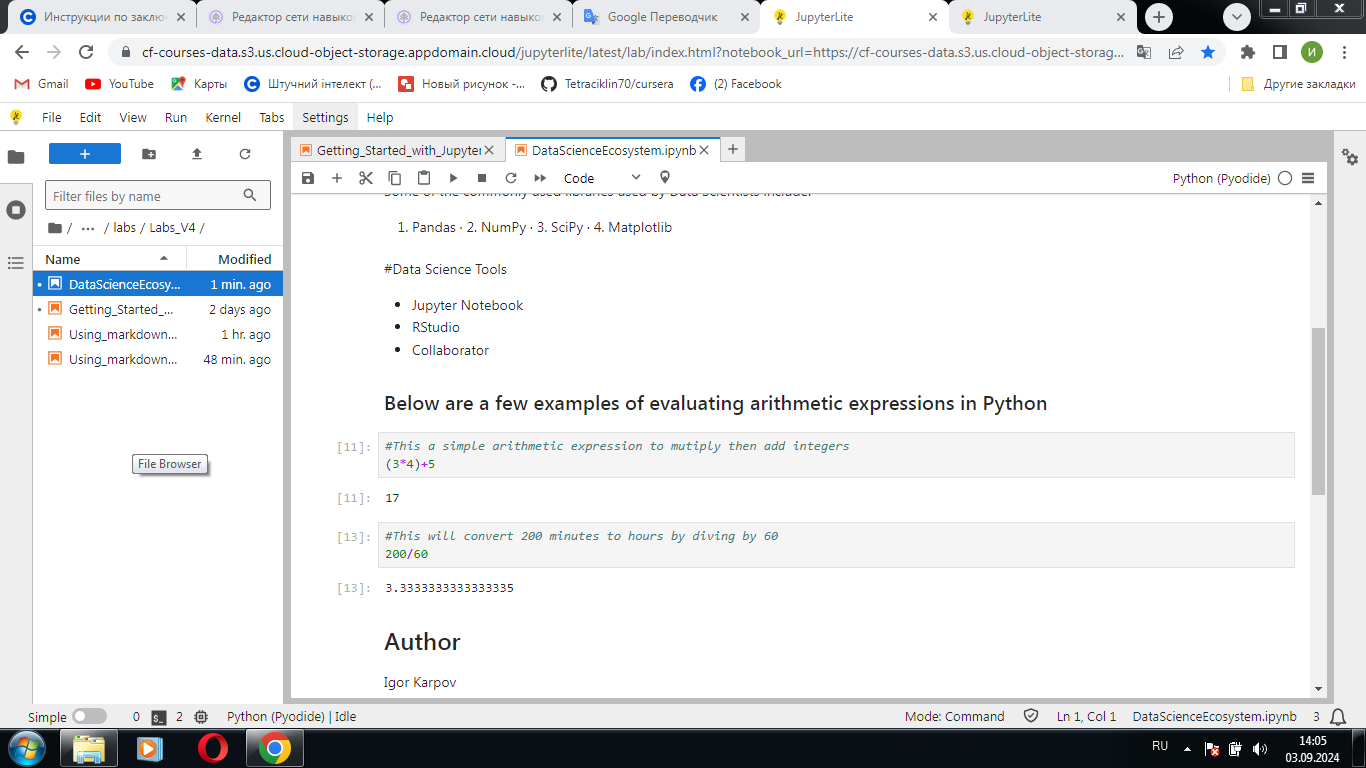 Инструкции по заключ
Редактор сети навыко
Редактор сети навыко
Google Переводчик
JupyterLite
JupyterLite
cf-courses-data.s3.us.cloud-object-storage.appdomain.cloud/jupyterlite/latest/lab/index.html?notebook_url=https://cf-courses-data.s3.us.cloud-object-storag...
И
Gmail
YouTube
Карты
Штучний інтелект (...
Новый рисунок -...
Tetraciklin70/cursera
(2) Facebook
Другие закладки
File Edit View Run Kernel Tabs Settings Help
Filter files by name
/ ... / labs / Labs_V4 /
Name Modified
DataScienceEcosy... 1 min. ago
Getting_Started_... 2 days ago
Using_markdown... 1 hr. ago
Using_markdown... 48 min. ago
File Browser
Getting_Started_with_Jupyter
DataScienceEcosystem.ipynb
Code
Python (Pyodide)
Some of the commonly used libraries used by Data Scientists include:
1. Pandas · 2. NumPy · 3. SciPy · 4. Matplotlib
#Data Science Tools
• Jupyter Notebook
• RStudio
• Collaborator
Below are a few examples of evaluating arithmetic expressions in Python
[11]: #This a simple arithmetic expression to mutiply then add integers
(3*4)+5
[11]: 17
[13]: #This will convert 200 minutes to hours by diving by 60
200/60
[13]: 3.3333333333333335
Author
Igor Karpov
Simple 0 2 Python (Pyodide) | Idle Mode: Command Ln 1, Col 1 DataScienceEcosystem.ipynb 3
RU
14:05
03.09.2024